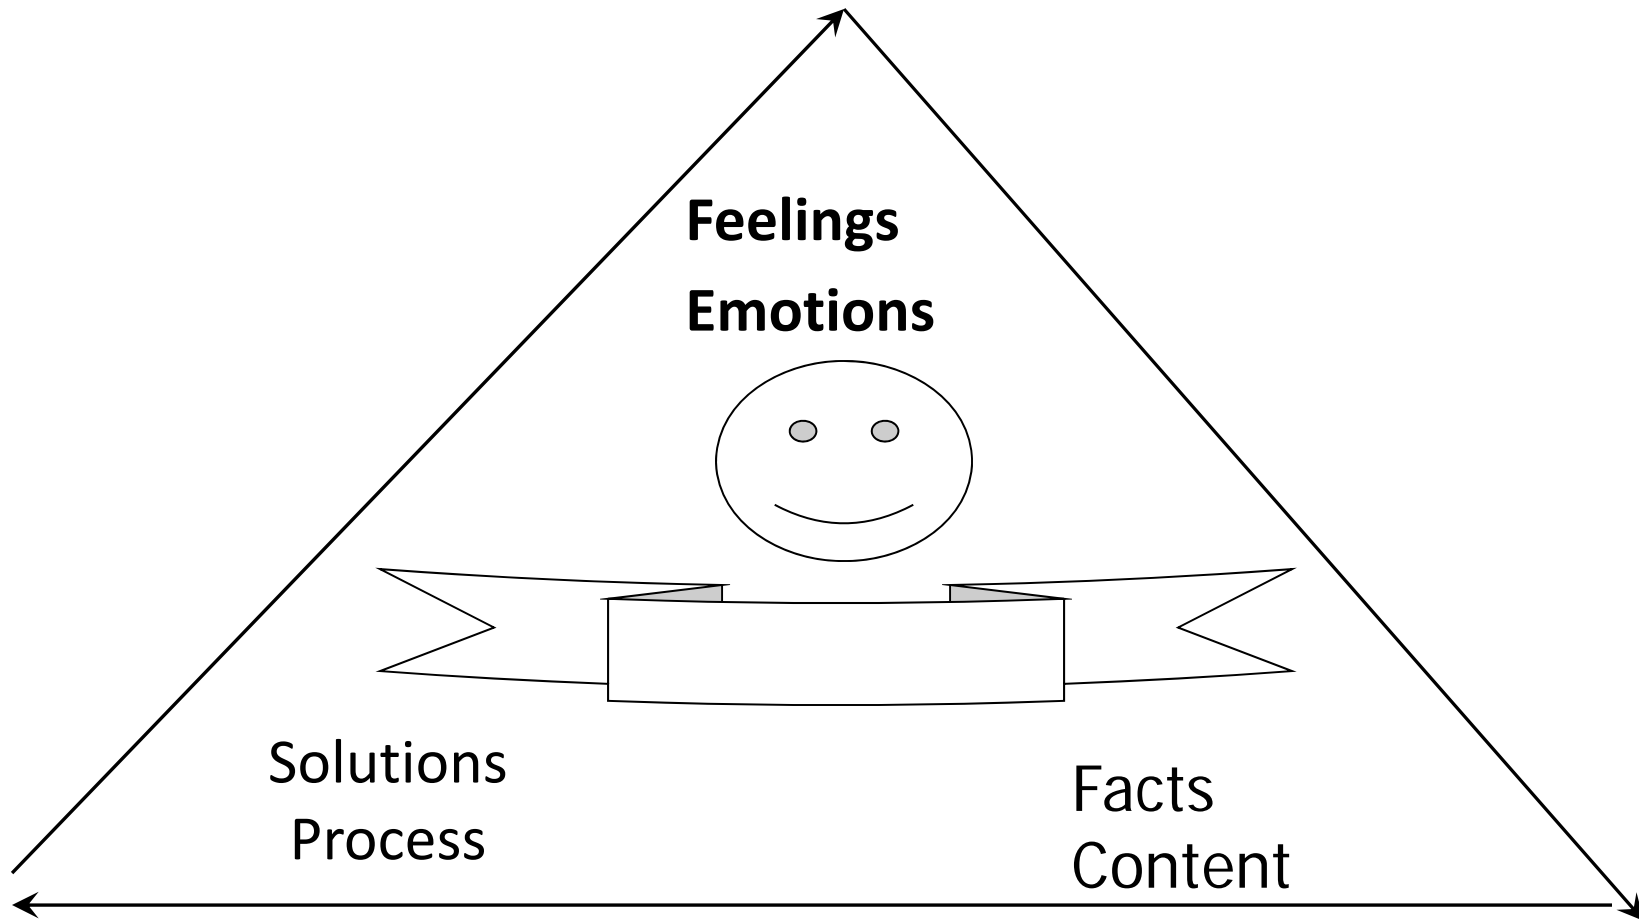 Feelings
Emotions
Solutions
Process
Facts
Content